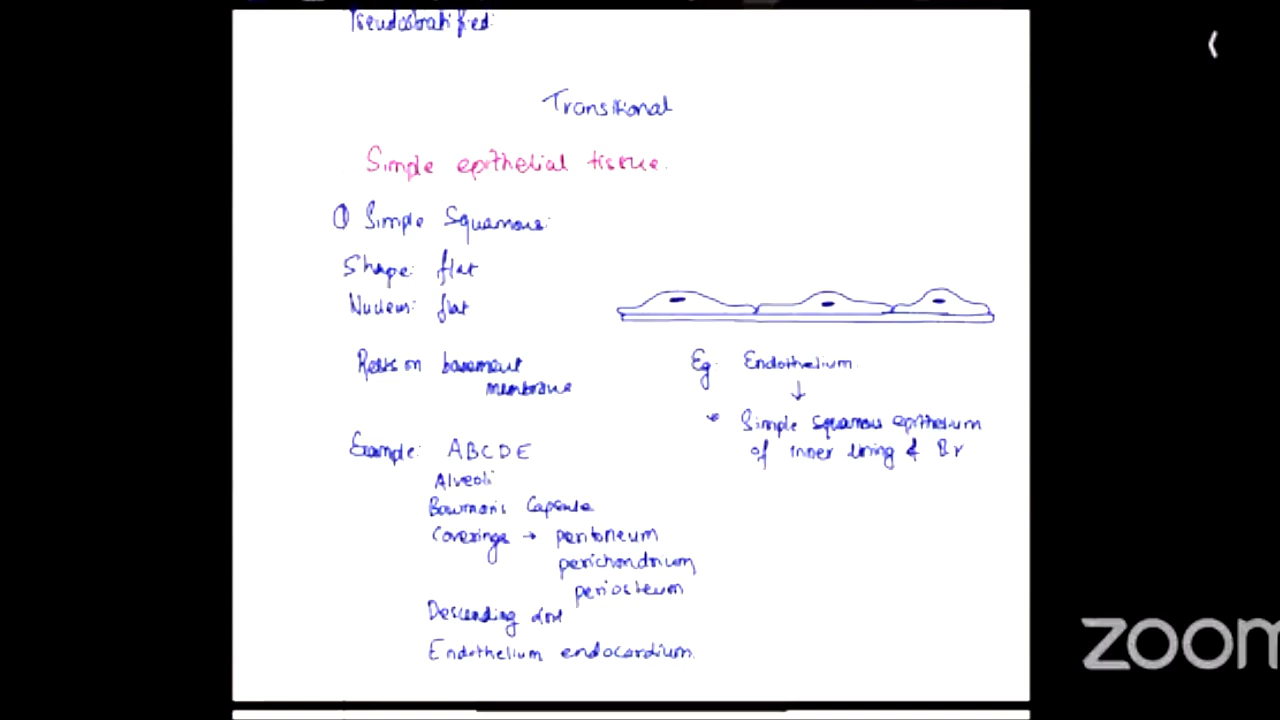 Pseudostratified:
Transitional
Simple epithelial tissue.
① Simple Squamous:
Shape: flat
Nucleus: flat
Rests on basement
membrane
Eg. Endothelium.
↓
* Simple squamous epithelium
of inner lining of BV
Example: ABCDE
Alveoli
Bowman's Capsule
Coverings → peritoneum
perichondrium
periosteum
Descending
Endothelium endocardium.
zoom